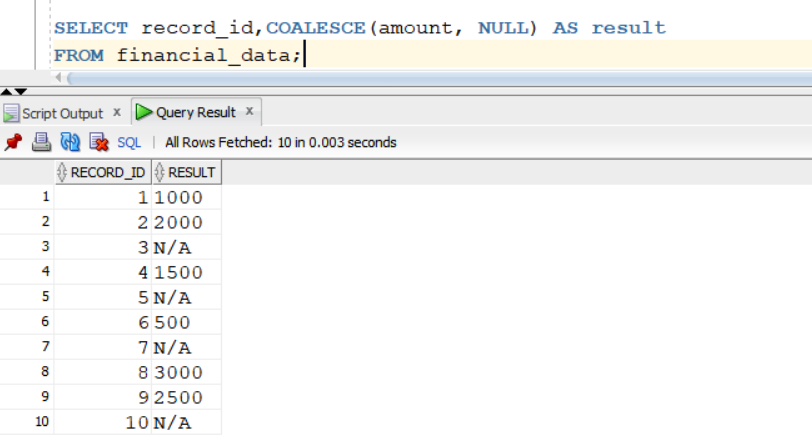 SELECT record_id,COALESCE(amount, NULL) AS result
FROM financial_data;
Script Output x Query Result x
SQL | All Rows Fetched: 10 in 0.003 seconds
RECORD_ID RESULT
1 1 1000
2 2 2000
3 3 N/A
4 4 1500
5 5 N/A
6 6 500
7 7 N/A
8 8 3000
9 9 2500
10 10 N/A